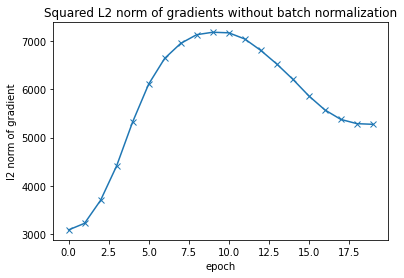 Squared L2 norm of gradients without batch normalization
7000
6000
5000
4000
3000
l2 norm of gradient
0.0 2.5 5.0 7.5 10.0 12.5 15.0 17.5
epoch